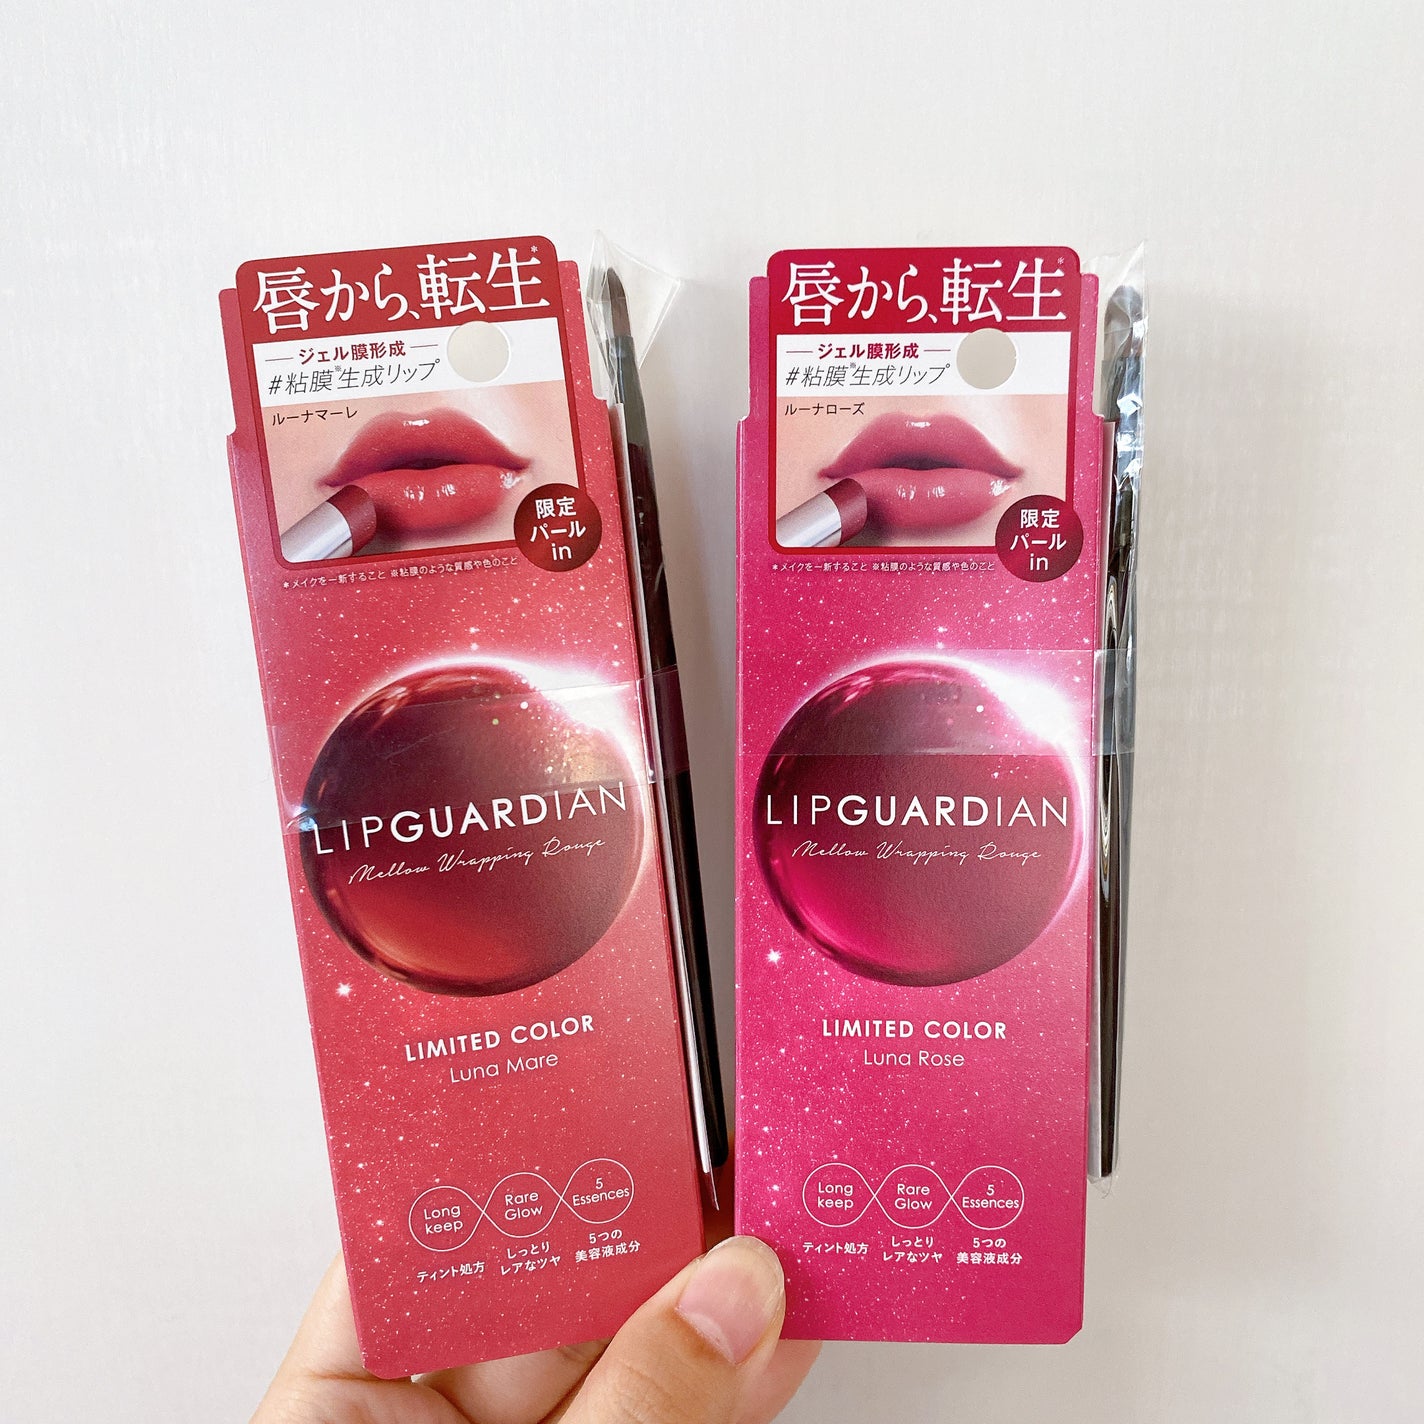 唇から、転生*
ジェル膜形成
#粘膜※生成リップ
ルーナマーレ
限定
パール
in
*メイクを一新すること ※粘膜のような質感や色のこと
LIPGUARDIAN
Mellow Wrapping Rouge
LIMITED COLOR
Luna Mare
Long
keep
Rare
Glow
5
Essences
ティント処方
しっとり
レアなツヤ
5つの
美容液成分
唇から、転生*
ジェル膜形成
#粘膜※生成リップ
ルーナローズ
限定
パール
in
*メイクを一新すること ※粘膜のような質感や色のこと
LIPGUARDIAN
Mellow Wrapping Rouge
LIMITED COLOR
Luna Rose
Long
keep
Rare
Glow
5
Essences
ティント処方
しっとり
レアなツヤ
5つの
美容液成分